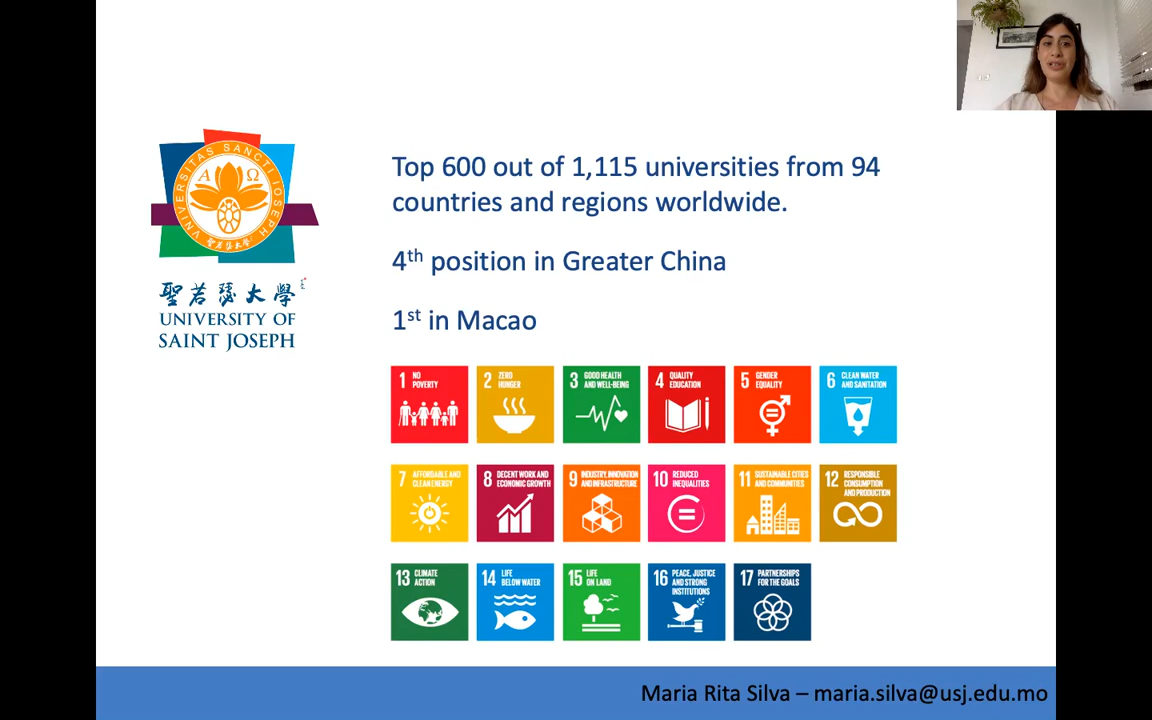 UNIVERSITAS SANCTI IOSEPH
Α Ω
聖若瑟大學
聖若瑟大學
UNIVERSITY OF
SAINT JOSEPH
Top 600 out of 1,115 universities from 94
countries and regions worldwide.
4th position in Greater China
1st in Macao
1 NO
POVERTY
2 ZERO
HUNGER
3 GOOD HEALTH
AND WELL-BEING
4 QUALITY
EDUCATION
5 GENDER
EQUALITY
6 CLEAN WATER
AND SANITATION
7 AFFORDABLE AND
CLEAN ENERGY
8 DECENT WORK AND
ECONOMIC GROWTH
9 INDUSTRY, INNOVATION
AND INFRASTRUCTURE
10 REDUCED
INEQUALITIES
11 SUSTAINABLE CITIES
AND COMMUNITIES
12 RESPONSIBLE
CONSUMPTION
AND PRODUCTION
13 CLIMATE
ACTION
14 LIFE
BELOW WATER
15 LIFE
ON LAND
16 PEACE, JUSTICE
AND STRONG
INSTITUTIONS
17 PARTNERSHIPS
FOR THE GOALS
Maria Rita Silva – maria.silva@usj.edu.mo